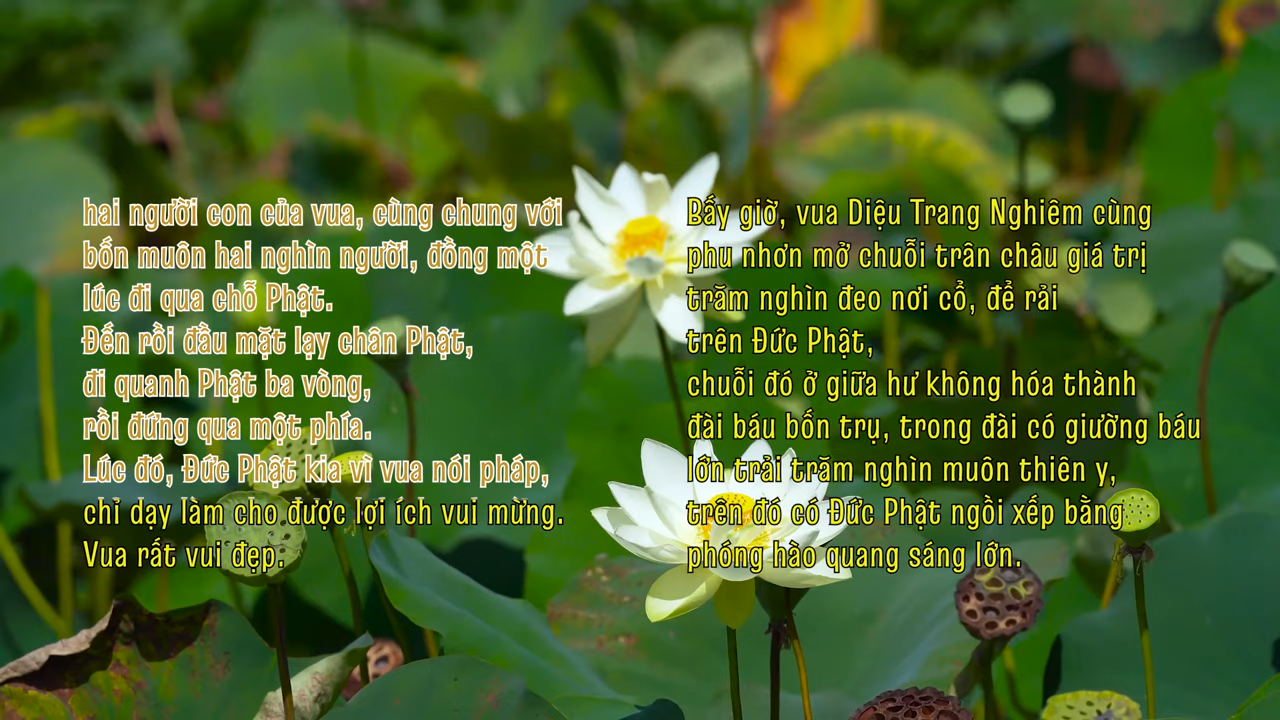 hai người con của vua, cùng chung với
bốn muôn hai nghìn người, đồng một
lúc đi qua chỗ Phật.
Đến rồi đầu mặt lạy chân Phật,
đi quanh Phật ba vòng,
rồi đứng qua một phía.
Lúc đó, Đức Phật kia vì vua nói pháp,
chỉ dạy làm cho được lợi ích vui mừng.
Vua rất vui đẹp.
Bấy giờ, vua Diệu Trang Nghiêm cùng
phu nhơn mở chuỗi trân châu giá trị
trăm nghìn đeo nơi cổ, để rải
trên Đức Phật,
chuỗi đó ở giữa hư không hóa thành
đài báu bốn trụ, trong đài có giường báu
lớn trải trăm nghìn muôn thiên y,
trên đó có Đức Phật ngồi xếp bằng
phóng hào quang sáng lớn.